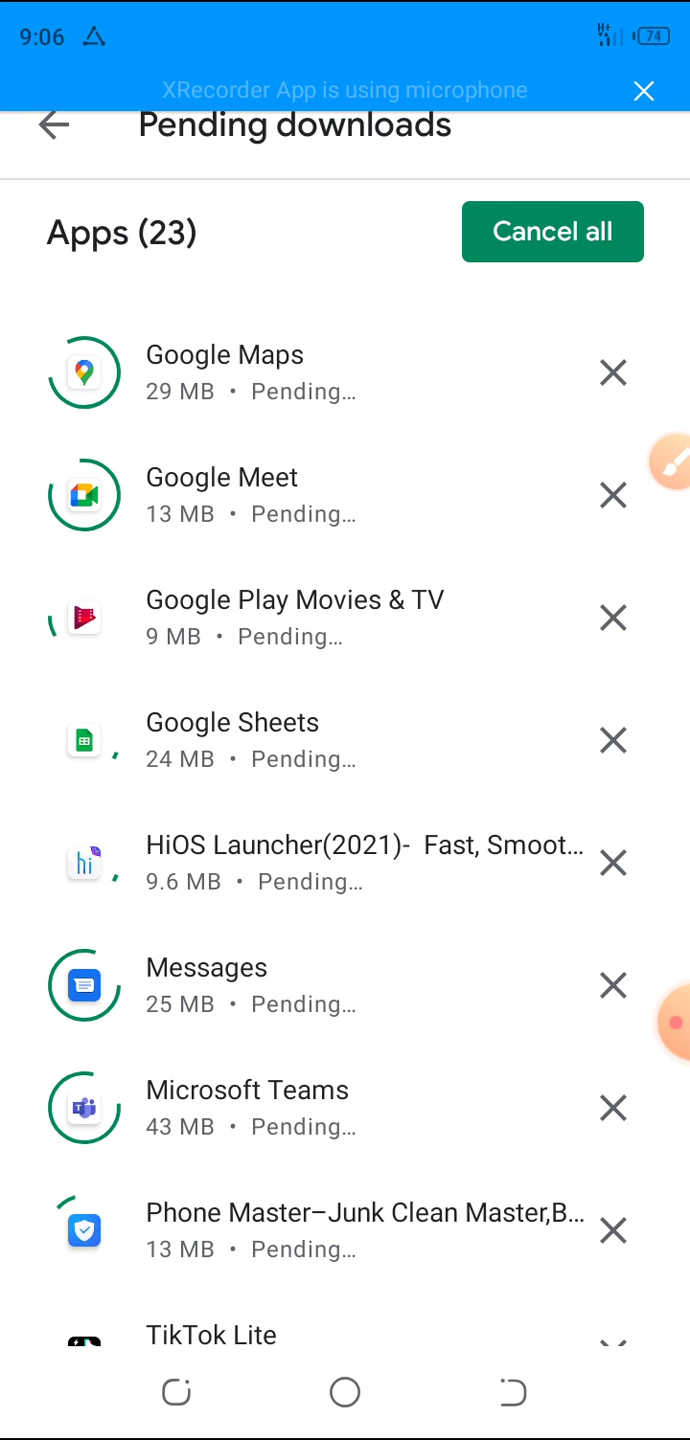 9:06
H+
74
XRecorder App is using microphone
Pending downloads
Apps (23)
Cancel all
Google Maps
29 MB • Pending...
Google Meet
13 MB • Pending...
Google Play Movies & TV
9 MB • Pending...
Google Sheets
24 MB • Pending...
hi
HiOS Launcher(2021)- Fast, Smoot...
9.6 MB • Pending...
Messages
25 MB • Pending...
Microsoft Teams
43 MB • Pending...
Phone Master–Junk Clean Master,B...
13 MB • Pending...
TikTok Lite